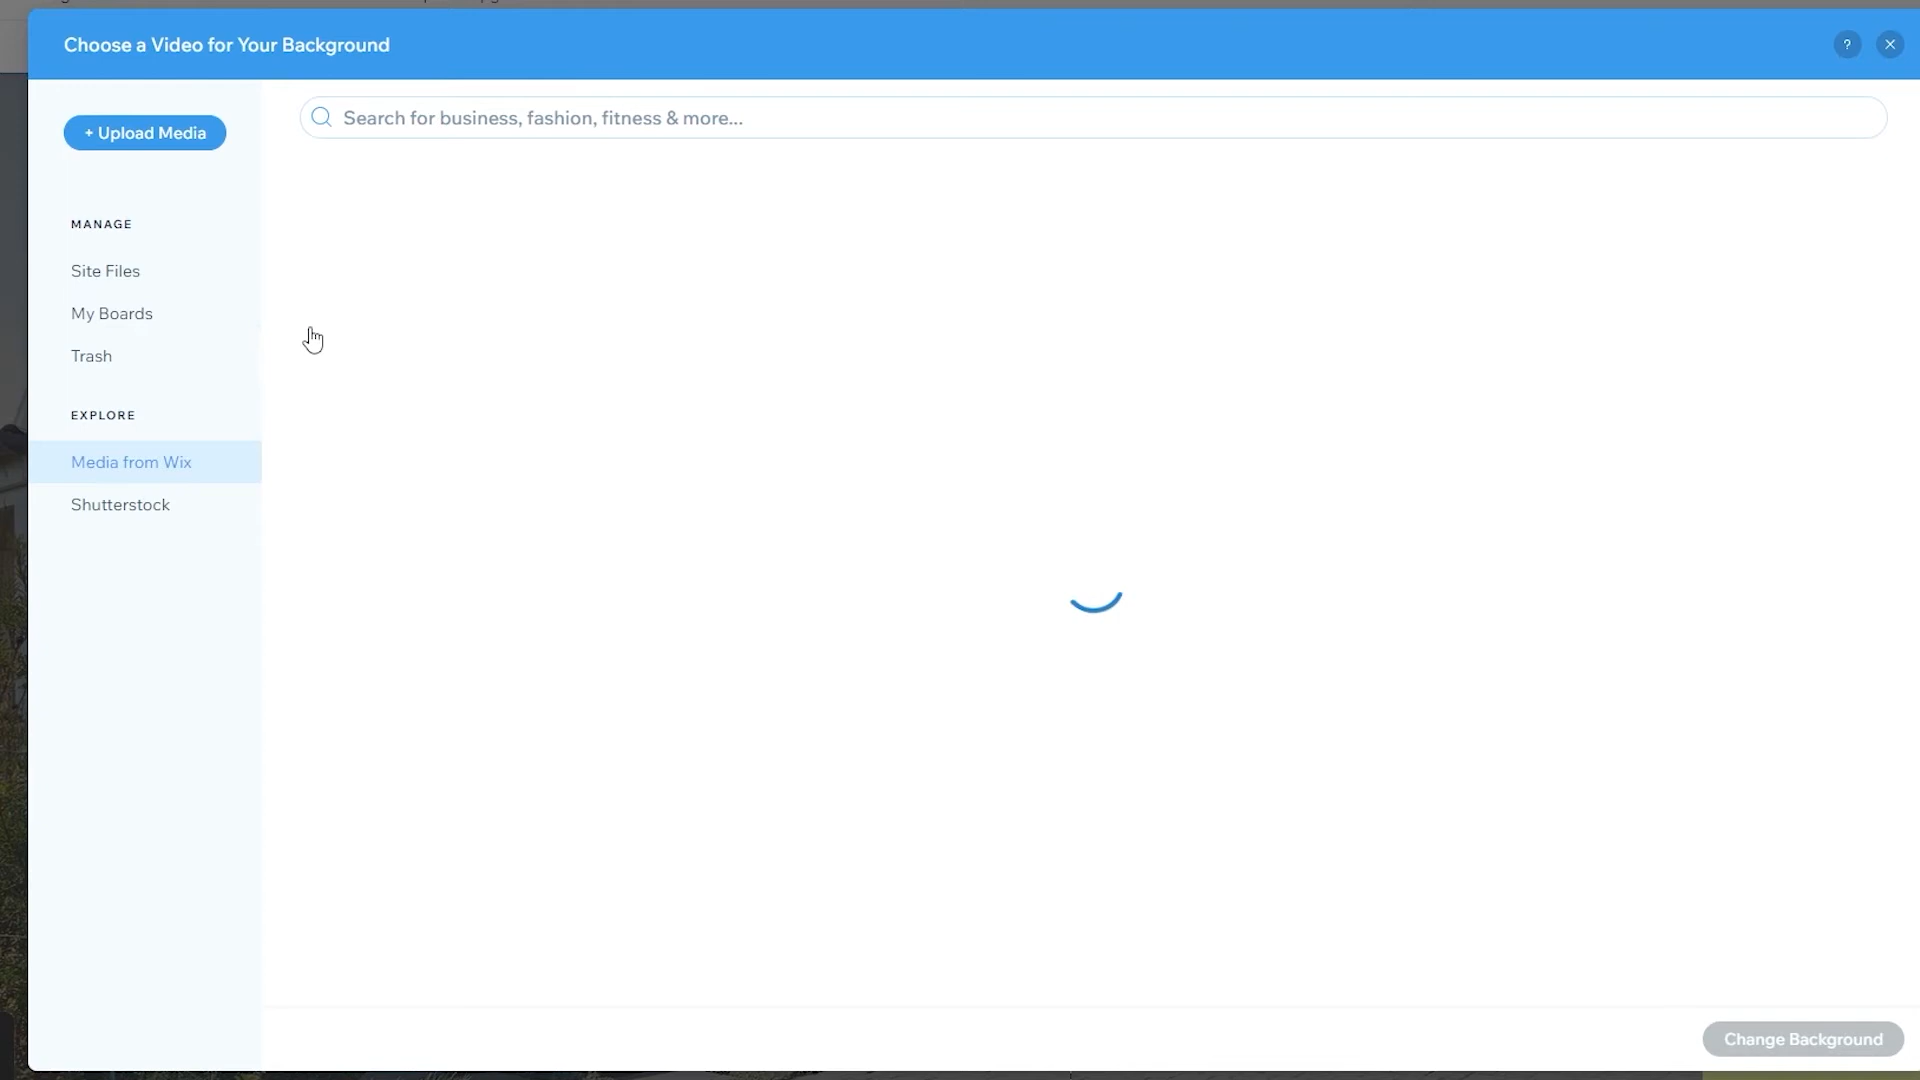 Choose a Video for Your Background
?
+ Upload Media
Search for business, fashion, fitness & more...
MANAGE
Site Files
My Boards
Trash
EXPLORE
Media from Wix
Shutterstock
Change Background